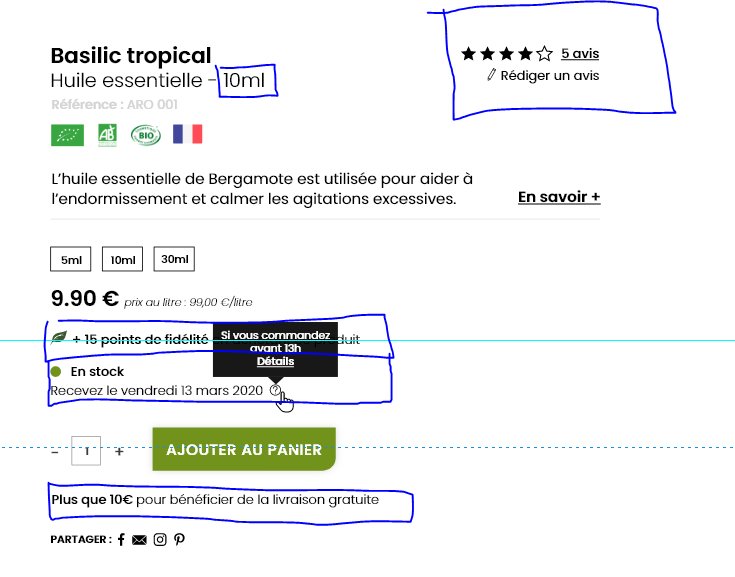 Basilic tropical
Huile essentielle - 10ml
Référence : ARO 001
5 avis
Rédiger un avis
AB
BIO
L'huile essentielle de Bergamote est utilisée pour aider à
l'endormissement et calmer les agitations excessives.
En savoir +
5ml 10ml 30ml
9.90 € prix au litre : 99,00 €/litre
+ 15 points de fidélité
Si vous commandez
avant 13h
Détails
En stock
Recevez le vendredi 13 mars 2020 ?
- 1 +
AJOUTER AU PANIER
Plus que 10€ pour bénéficier de la livraison gratuite
PARTAGER :